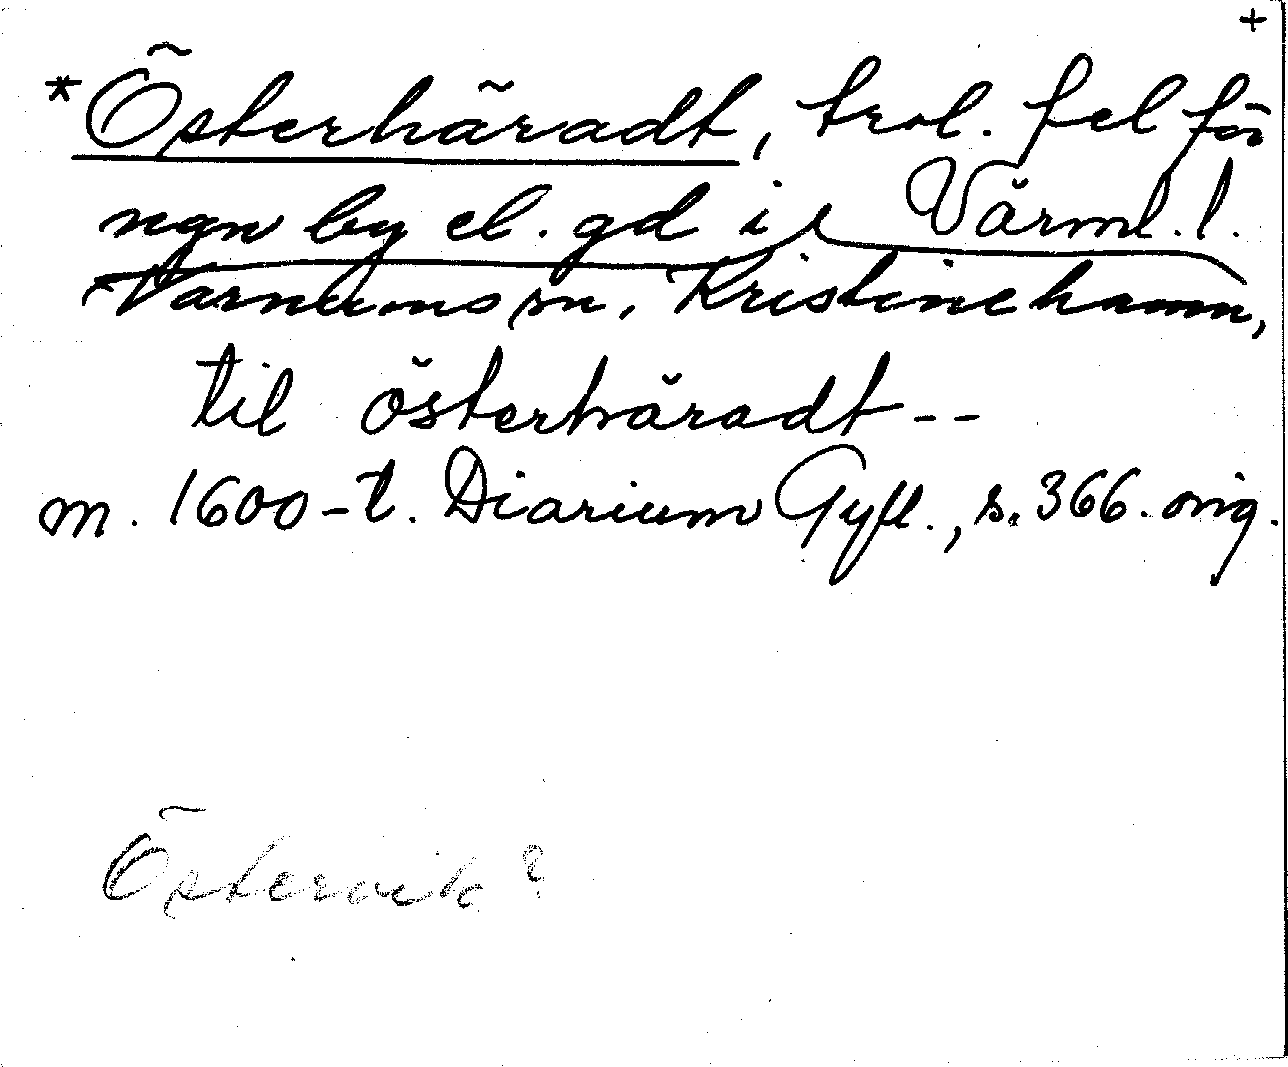 +
*Österhäradt, trol. fel för
ngn by el. gd i Värml. l.
Varnums sn. Kristinehamn,
til österhäradt--
m. 1600-t. Diarium Gyll., s. 366. orig.
Östervik?